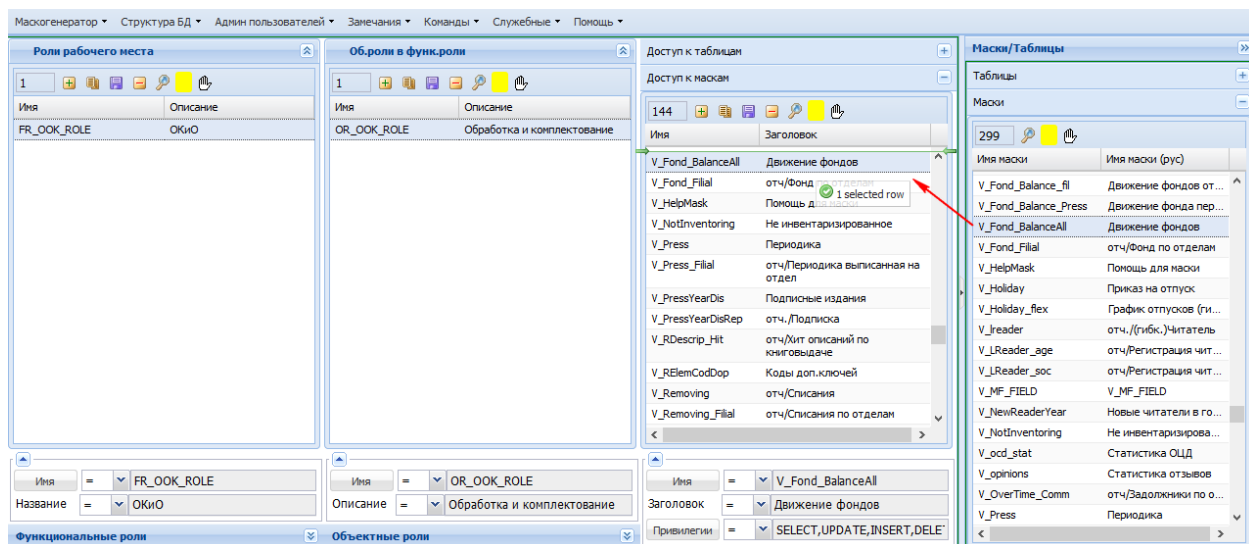 Маскогенератор Структура БД Админ пользователей Замечания Команды Служебные Помощь
Роли рабочего места
1
Имя Описание
FR_OOK_ROLE ОКиО
Имя = FR_OOK_ROLE
Название = ОКиО
Функциональные роли
Об.роли в функ.роли
1
Имя Описание
OR_OOK_ROLE Обработка и комплектование
Имя = OR_OOK_ROLE
Описание = Обработка и комплектование
Объектные роли
Доступ к таблицам
Доступ к маскам
144
Имя Заголовок
V_Fond_BalanceAll Движение фондов
V_Fond_Filial отч/Фонд по отделам
V_HelpMask Помощь для маски
1 selected row
V_NotInventoring Не инвентаризированное
V_Press Периодика
V_Press_Filial отч/Периодика выписанная на
отдел
V_PressYearDis Подписные издания
V_PressYearDisRep отч./Подписка
V_RDescrip_Hit отч/Хит описаний по
книговыдаче
V_RElemCodDop Коды доп.ключей
V_Removing отч/Списания
V_Removing_Filial отч/Списания по отделам
Имя = V_Fond_BalanceAll
Заголовок = Движение фондов
Привилегии = SELECT,UPDATE,INSERT,DELE
Маски/Таблицы
Таблицы
Маски
299
Имя маски Имя маски (рус)
V_Fond_Balance_fil Движение фондов от...
V_Fond_Balance_Press Движение фонда пер...
V_Fond_BalanceAll Движение фондов
V_Fond_Filial отч/Фонд по отделам
V_HelpMask Помощь для маски
V_Holiday Приказ на отпуск
V_Holiday_flex График отпусков (ги...
V_Ireader отч./(гибк.)Читатель
V_LReader_age отч/Регистрация чит...
V_LReader_soc отч/Регистрация чит...
V_MF_FIELD V_MF_FIELD
V_NewReaderYear Новые читатели в го...
V_NotInventoring Не инвентаризирова...
V_ocd_stat Статистика ОЦД
V_opinions Статистика отзывов
V_OverTime_Comm отч/Задолжники по о...
V_Press Периодика